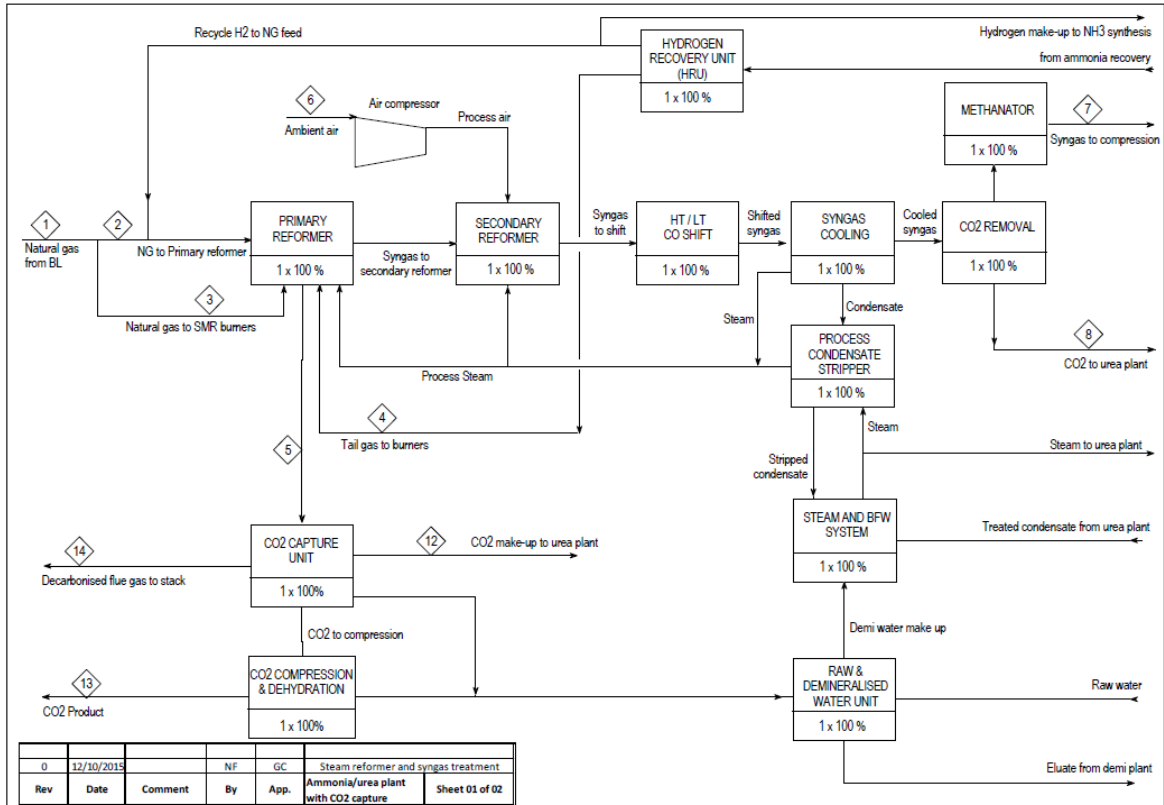 Recycle H2 to NG feed
HYDROGEN
RECOVERY UNIT
(HRU)
1 x 100 %
Hydrogen make-up to NH3 synthesis
from ammonia recovery
6
Ambient air
Air compressor
Process air
METHANATOR
1 x 100 %
7
Syngas to compression
1
Natural gas
from BL
2
NG to Primary reformer
PRIMARY
REFORMER
1 x 100 %
Syngas to
secondary reformer
SECONDARY
REFORMER
1 x 100 %
Syngas
to shift
HT / LT
CO SHIFT
1 x 100 %
Shifted
syngas
SYNGAS
COOLING
1 x 100 %
Cooled
syngas
CO2 REMOVAL
1 x 100 %
3
Natural gas to SMR burners
Steam
Condensate
8
CO2 to urea plant
PROCESS
CONDENSATE
STRIPPER
1 x 100 %
Process Steam
4
Tail gas to burners
5
Steam
Steam to urea plant
Stripped
condensate
STEAM AND BFW
SYSTEM
1 x 100 %
Treated condensate from urea plant
14
Decarbonised flue gas to stack
CO2 CAPTURE
UNIT
1 x 100%
12
CO2 make-up to urea plant
CO2 to compression
Demi water make up
13
CO2 Product
CO2 COMPRESSION
& DEHYDRATION
1 x 100%
RAW &
DEMINERALISED
WATER UNIT
1 x 100 %
Raw water
Eluate from demi plant
0 12/10/2015 NF GC Steam reformer and syngas treatment
Rev Date Comment By App. Ammonia/urea plant
with CO2 capture Sheet 01 of 02